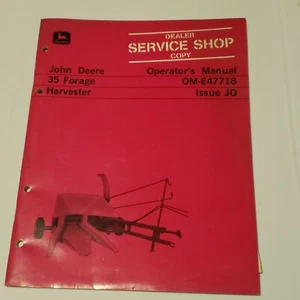 DEALER
SERVICE SHOP
COPY
John Deere Operator's Manual
35 Forage OM-E47718
Harvester Issue J0